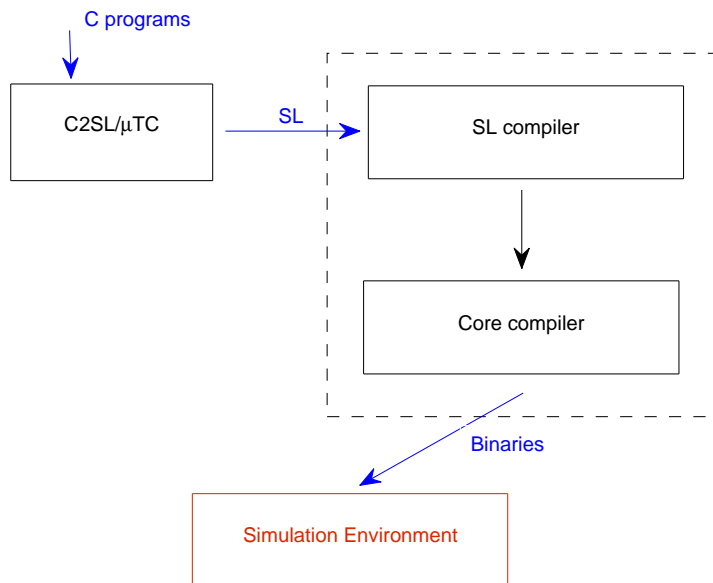 C programs
C2SL/μTC
SL
SL compiler
Core compiler
Binaries
Simulation Environment